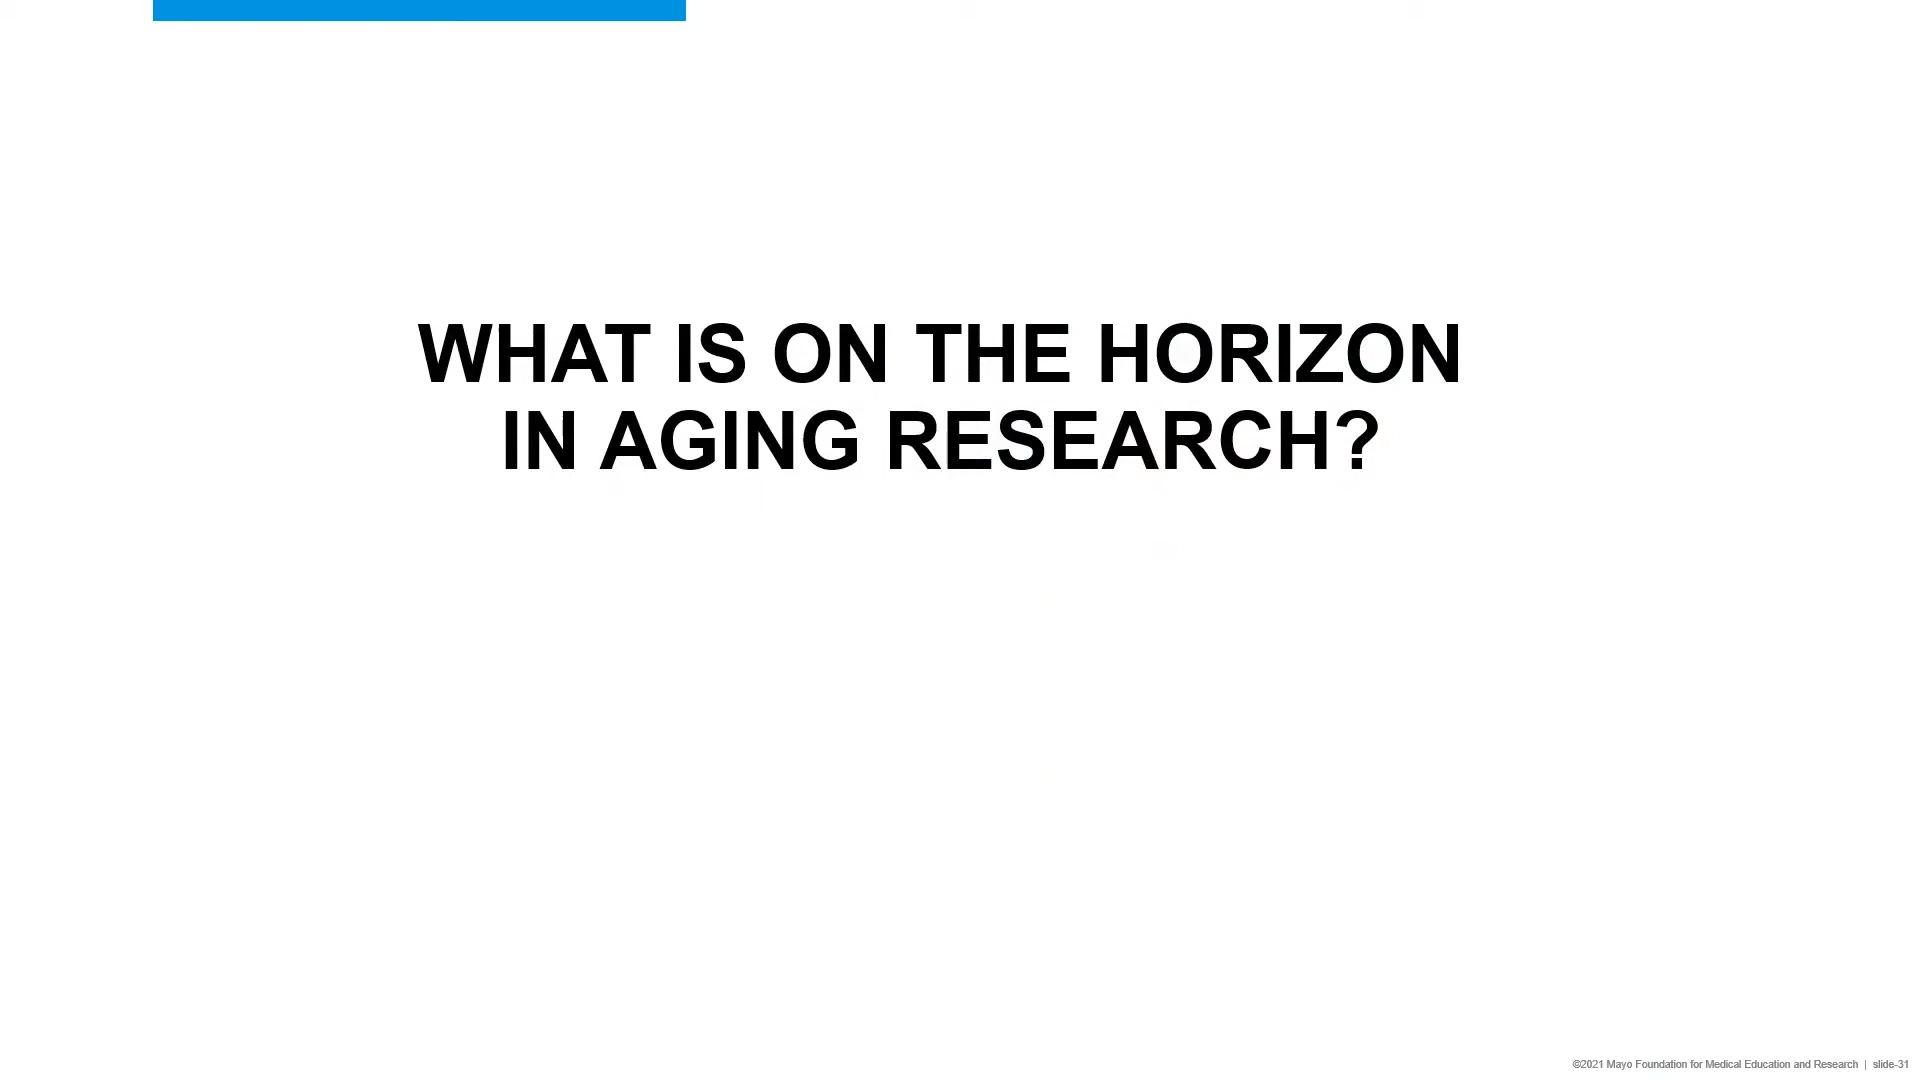 WHAT IS ON THE HORIZON
IN AGING RESEARCH?
©2021 Mayo Foundation for Medical Education and Research | slide-31